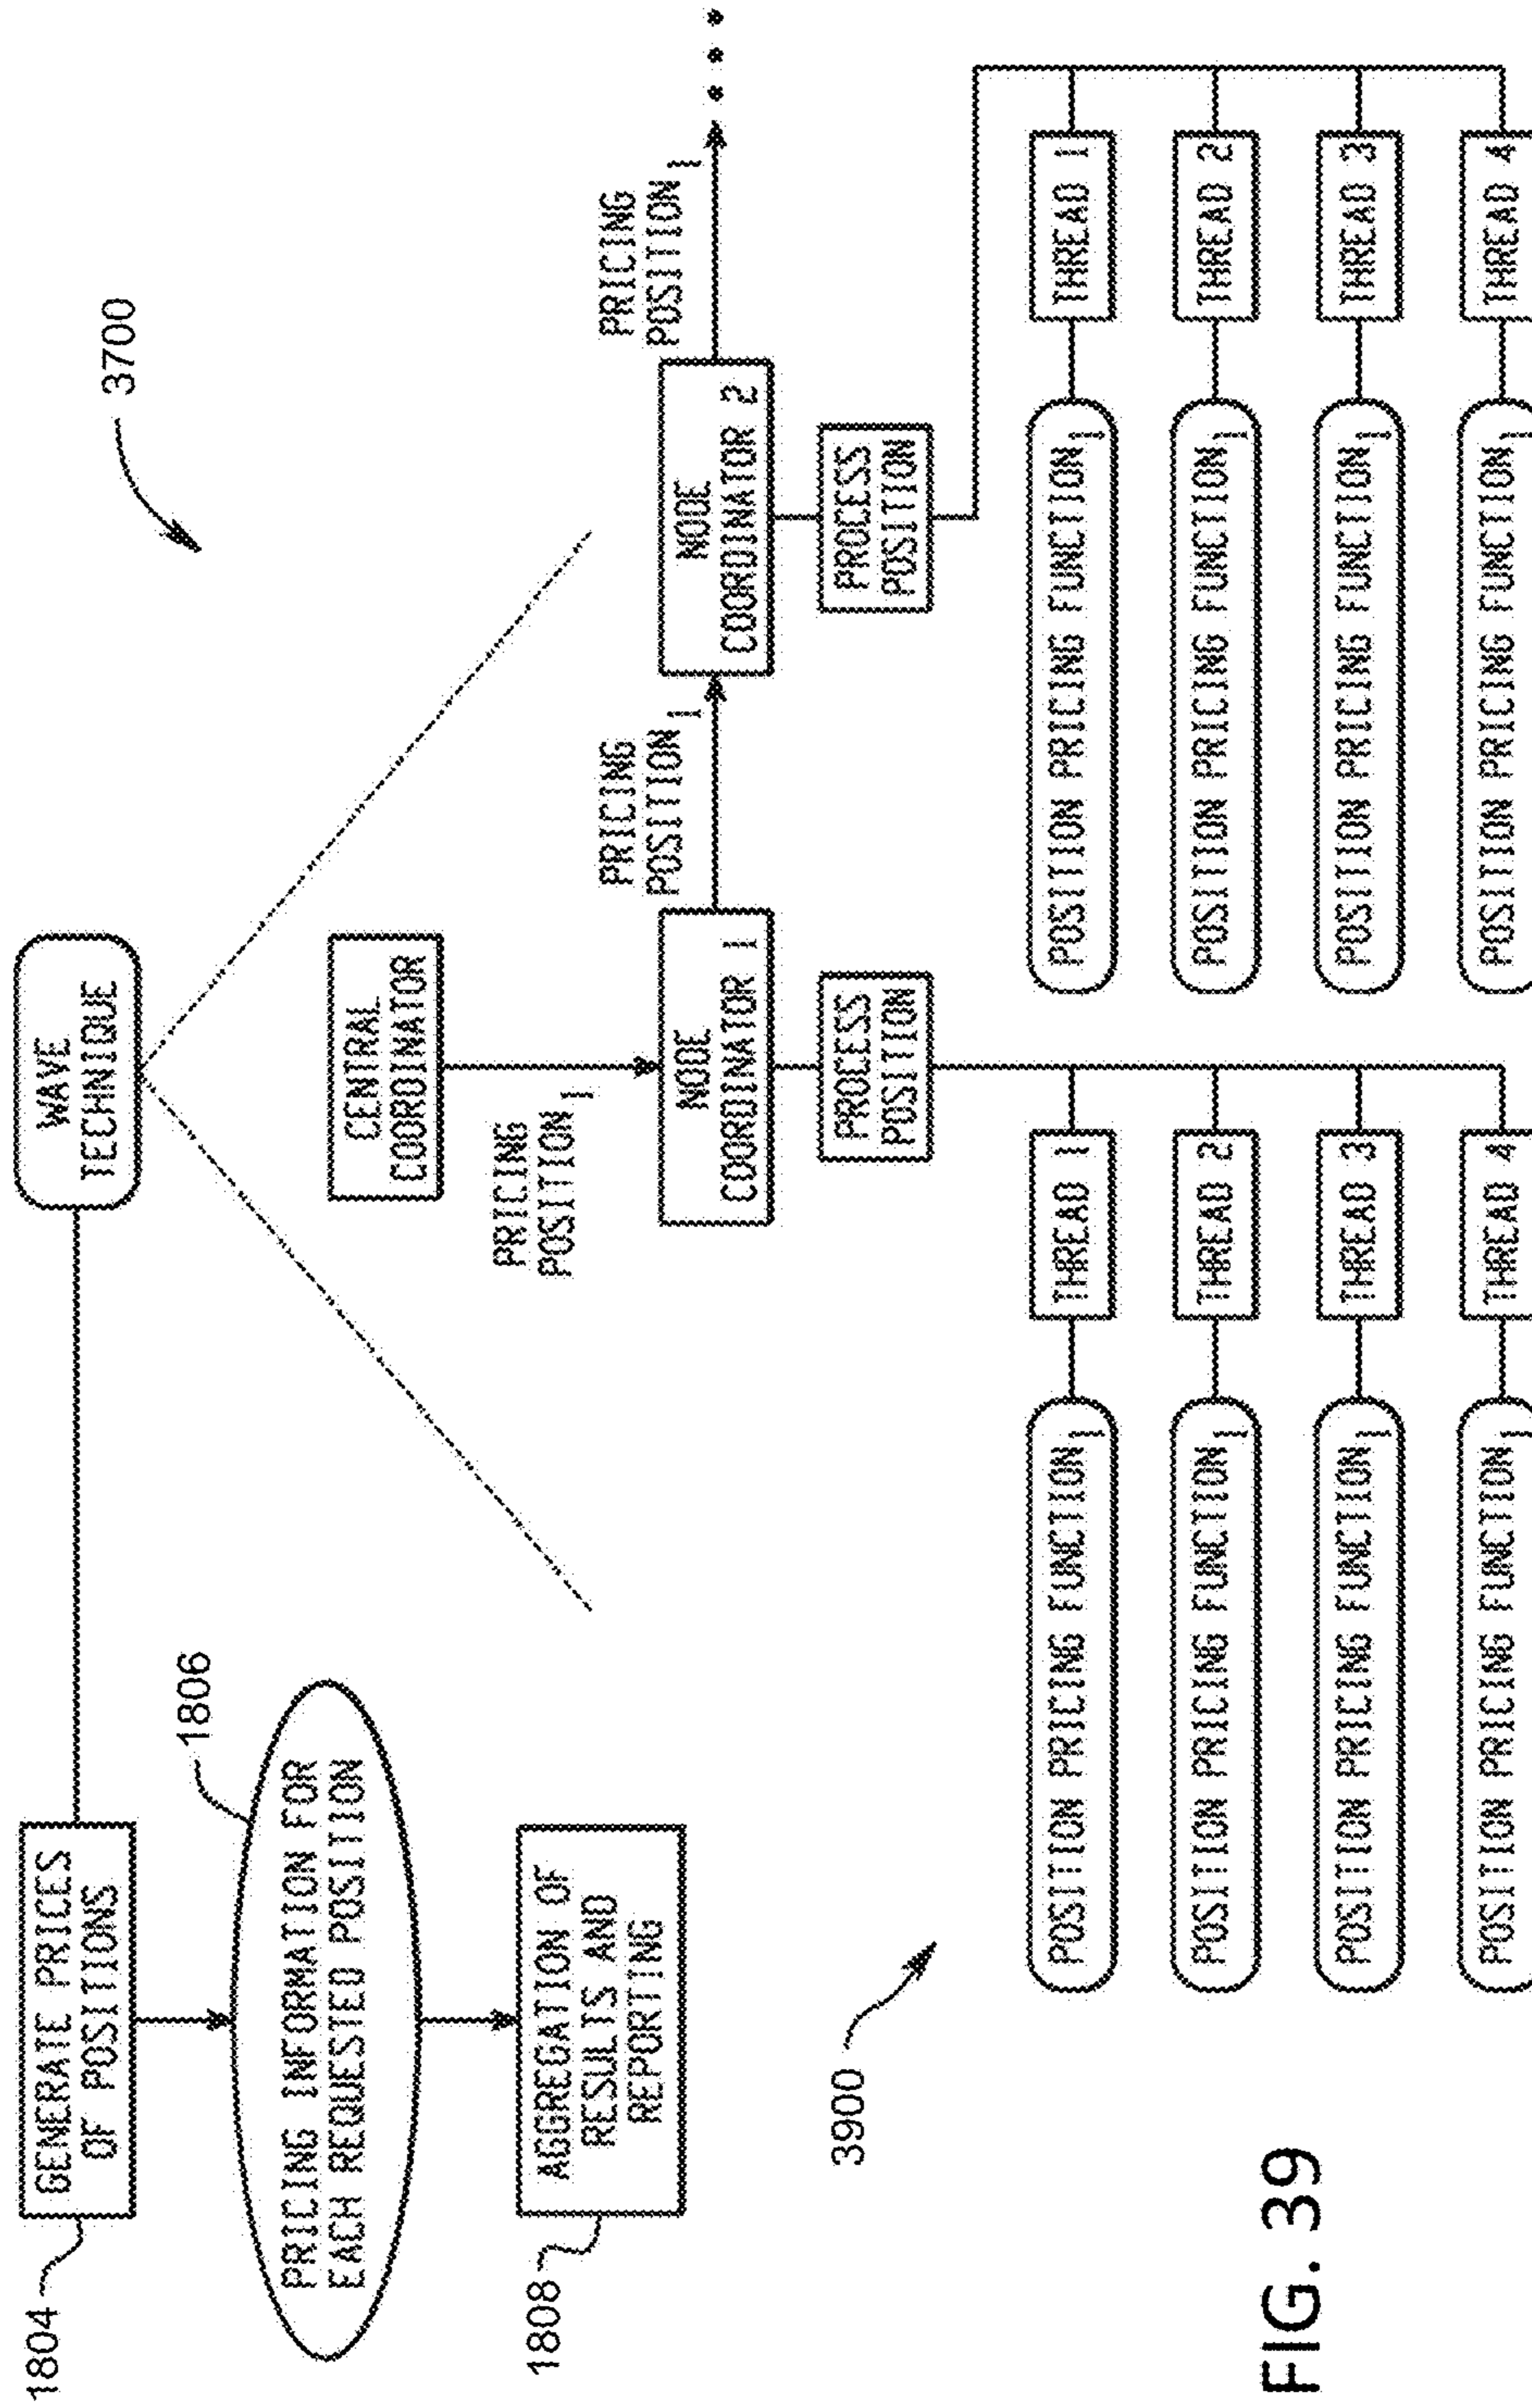 1804
GENERATE PRICES
OF POSITIONS
WAVE
TECHNIQUE
3700
1806
PRICING INFORMATION FOR
EACH REQUESTED POSITION
CENTRAL
COORDINATOR
PRICING
POSITION 1
1808
AGGREGATION OF
RESULTS AND
REPORTING
NODE
COORDINATOR 1
PRICING
POSITION 1
NODE
COORDINATOR 2
PRICING
POSITION 1
PROCESS
POSITION
PROCESS
POSITION
3900
POSITION PRICING FUNCTION 1
THREAD 1
POSITION PRICING FUNCTION 1
THREAD 1
POSITION PRICING FUNCTION 1
THREAD 2
POSITION PRICING FUNCTION 1
THREAD 2
POSITION PRICING FUNCTION 1
THREAD 3
POSITION PRICING FUNCTION 1
THREAD 3
POSITION PRICING FUNCTION 1
THREAD 4
POSITION PRICING FUNCTION 1
THREAD 4
FIG. 39